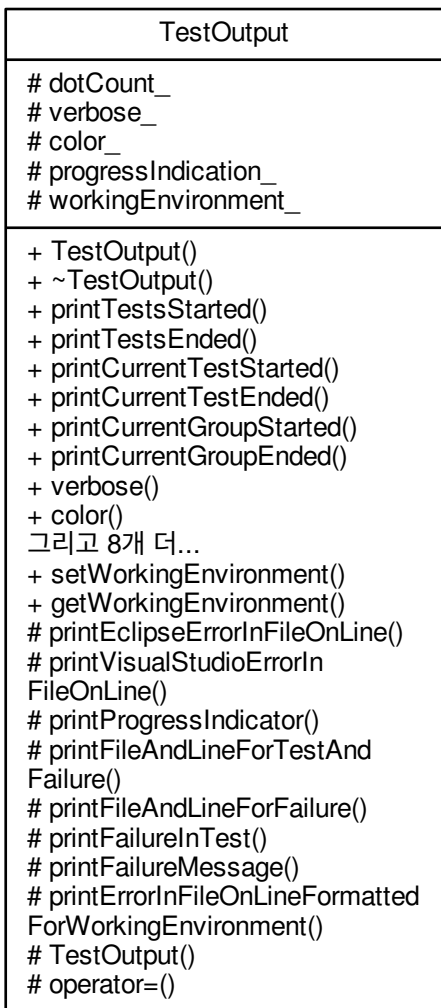 TestOutput
# dotCount_
# verbose_
# color_
# progressIndication_
# workingEnvironment_
+ TestOutput()
+ ~TestOutput()
+ printTestsStarted()
+ printTestsEnded()
+ printCurrentTestStarted()
+ printCurrentTestEnded()
+ printCurrentGroupStarted()
+ printCurrentGroupEnded()
+ verbose()
+ color()
그리고 8개 더...
+ setWorkingEnvironment()
+ getWorkingEnvironment()
# printEclipseErrorInFileOnLine()
# printVisualStudioErrorIn
FileOnLine()
# printProgressIndicator()
# printFileAndLineForTestAnd
Failure()
# printFileAndLineForFailure()
# printFailureInTest()
# printFailureMessage()
# printErrorInFileOnLineFormatted
ForWorkingEnvironment()
# TestOutput()
# operator=()